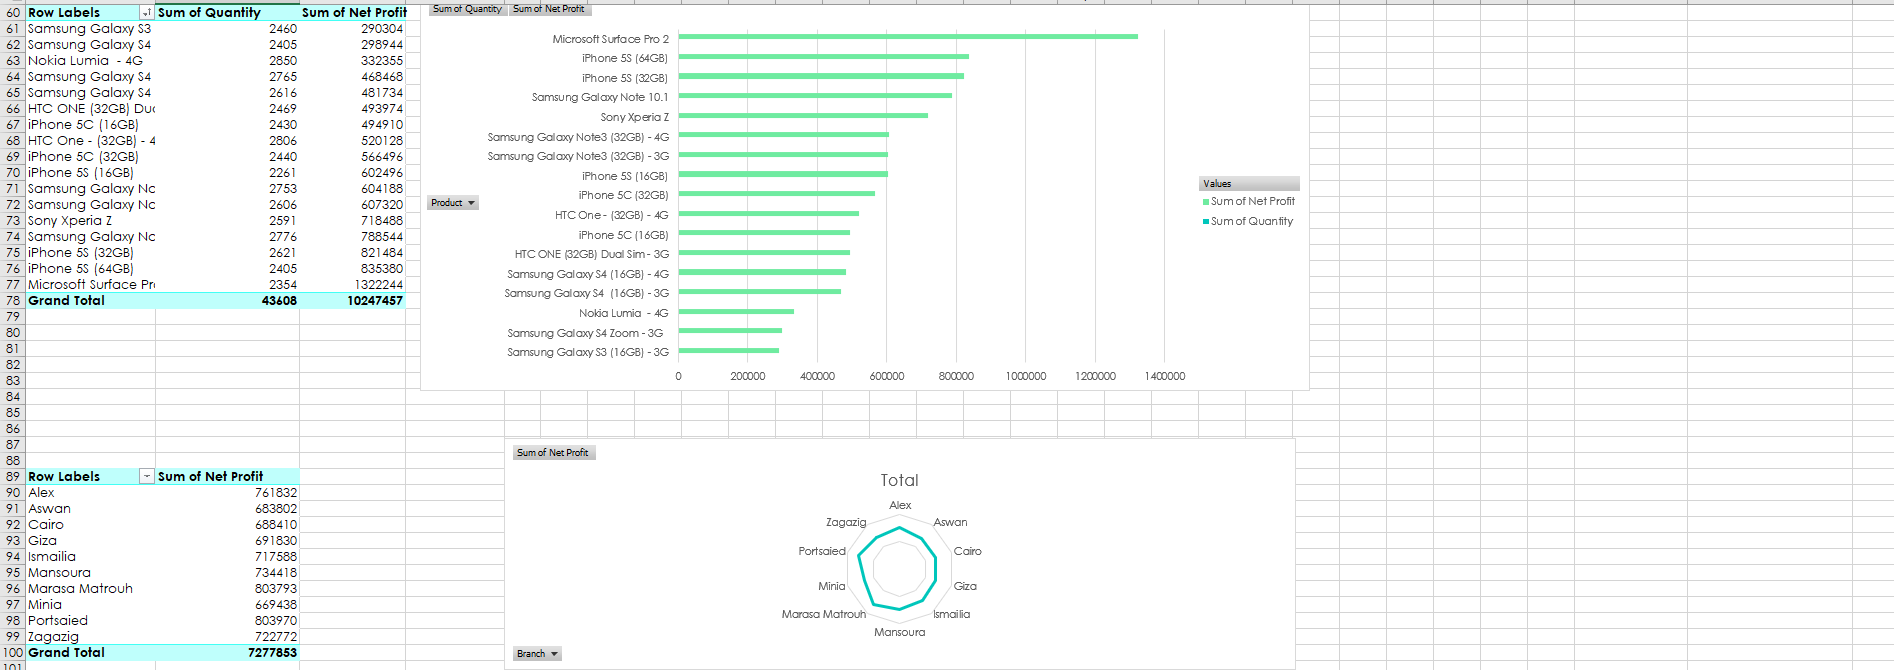 60 Row Labels Sum of Quantity Sum of Net Profit
61 Samsung Galaxy S3 2460 290304
62 Samsung Galaxy S4 2405 298944
63 Nokia Lumia - 4G 2850 332355
64 Samsung Galaxy S4 2765 468468
65 Samsung Galaxy S4 2616 481734
66 HTC ONE (32GB) Du 2469 493974
67 iPhone 5C (16GB) 2430 494910
68 HTC One - (32GB) - 4 2806 520128
69 iPhone 5C (32GB) 2440 566496
70 iPhone 5S (16GB) 2261 602496
71 Samsung Galaxy No 2753 604188
72 Samsung Galaxy No 2606 607320
73 Sony Xperia Z 2591 718488
74 Samsung Galaxy No 2776 788544
75 iPhone 5S (32GB) 2621 821484
76 iPhone 5S (64GB) 2405 835380
77 Microsoft Surface Pr 2354 1322244
78 Grand Total 43608 10247457
79
80
81
82
83
84
85
86
87
88
89 Row Labels Sum of Net Profit
90 Alex 761832
91 Aswan 683802
92 Cairo 688410
93 Giza 691830
94 Ismailia 717588
95 Mansoura 734418
96 Marasa Matrouh 803793
97 Minia 669438
98 Portsaied 803970
99 Zagazig 722772
100 Grand Total 7277853
101
Sum of Quantity Sum of Net Profit
Microsoft Surface Pro 2
iPhone 5S (64GB)
iPhone 5S (32GB)
Samsung Galaxy Note 10.1
Sony Xperia Z
Samsung Galaxy Note3 (32GB) - 4G
Samsung Galaxy Note3 (32GB) - 3G
iPhone 5S (16GB)
iPhone 5C (32GB)
HTC One - (32GB) - 4G
iPhone 5C (16GB)
HTC ONE (32GB) Dual Sim - 3G
Samsung Galaxy S4 (16GB) - 4G
Samsung Galaxy S4 (16GB) - 3G
Nokia Lumia - 4G
Samsung Galaxy S4 Zoom - 3G
Samsung Galaxy S3 (16GB) - 3G
0 200000 400000 600000 800000 1000000 1200000 1400000
Product
Values
Sum of Net Profit
Sum of Quantity
Sum of Net Profit
Total
Alex
Aswan
Cairo
Giza
Ismailia
Mansoura
Marasa Matrouh
Minia
Portsaied
Zagazig
Branch